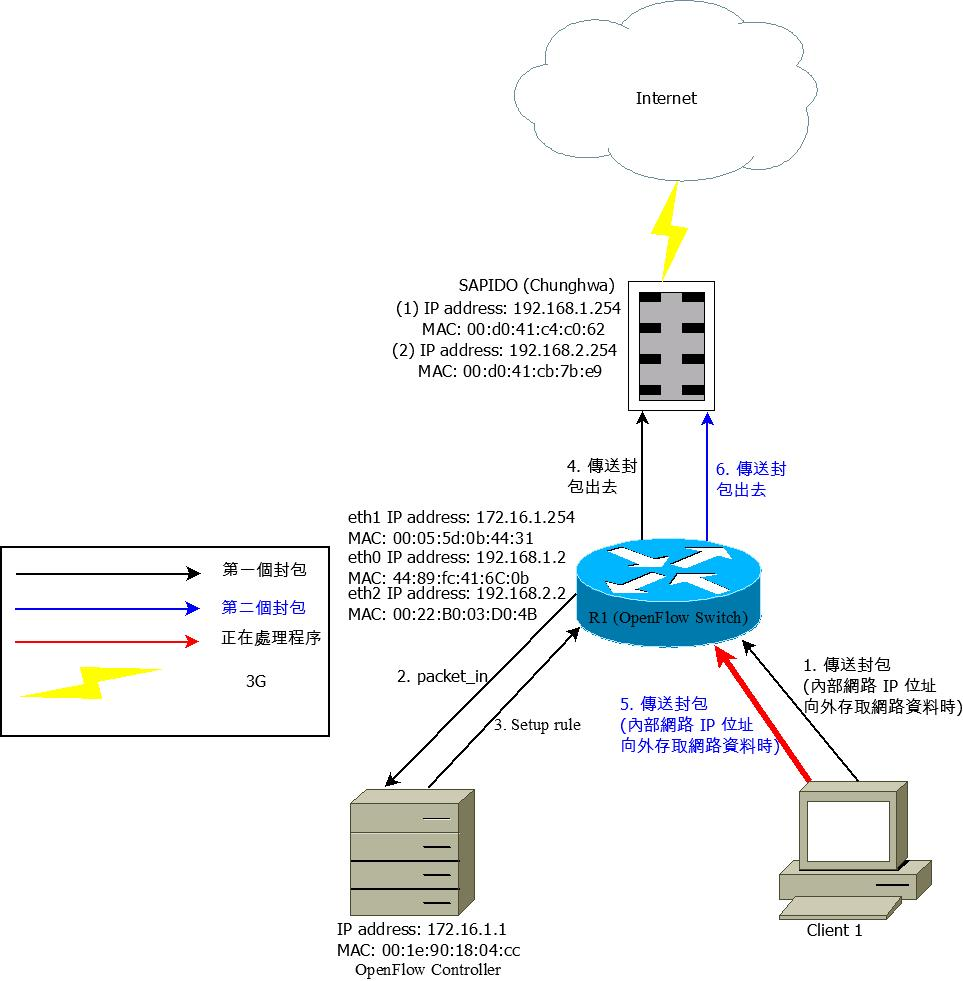 Internet
SAPIDO (Chunghwa)
(1) IP address: 192.168.1.254
MAC: 00:d0:41:c4:c0:62
(2) IP address: 192.168.2.254
MAC: 00:d0:41:cb:7b:e9
4. 傳送封
包出去
6. 傳送封
包出去
eth1 IP address: 172.16.1.254
MAC: 00:05:5d:0b:44:31
eth0 IP address: 192.168.1.2
MAC: 44:89:fc:41:6C:0b
eth2 IP address: 192.168.2.2
MAC: 00:22:B0:03:D0:4B
R1 (OpenFlow Switch)
第一個封包
第二個封包
正在處理程序
3G
2. packet_in
3. Setup rule
1. 傳送封包
(內部網路 IP 位址
向外存取網路資料時)
5. 傳送封包
(內部網路 IP 位址
向外存取網路資料時)
IP address: 172.16.1.1
MAC: 00:1e:90:18:04:cc
OpenFlow Controller
Client 1